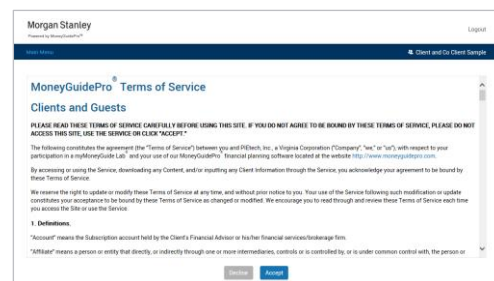 Morgan Stanley
Logout
Powered by MoneyGuidePro®
Main Menu
Client and Co Client Sample
MoneyGuidePro® Terms of Service
Clients and Guests
PLEASE READ THESE TERMS OF SERVICE CAREFULLY BEFORE USING THIS SITE. IF YOU DO NOT AGREE TO BE BOUND BY THESE TERMS OF SERVICE, PLEASE DO NOT
ACCESS THIS SITE, USE THE SERVICE OR CLICK "ACCEPT."
The following constitutes the agreement (the "Terms of Service") between you and PIEtech, Inc., a Virginia Corporation ("Company", "we," or "us"), with respect to your
participation in a myMoneyGuide Lab® and your use of our MoneyGuidePro® financial planning software located at the website http://www.moneyguidepro.com.
By accessing or using the Service, downloading any Content, and/or inputting any Client Information through the Service, you acknowledge your agreement to be bound by
these Terms of Service.
We reserve the right to update or modify these Terms of Service at any time, and without prior notice to you. Your use of the Service following such modification or update
constitutes your acceptance to be bound by these Terms of Service as changed or modified. We encourage you to read through and review these Terms of Service each time
you access the Site or use the Service.
1. Definitions.
"Account" means the Subscription account held by the Client's Financial Advisor or his/her financial services/brokerage firm.
"Affiliate" means a person or entity that directly, or indirectly through one or more intermediaries, controls or is controlled by, or is under common control with, the person or
Decline
Accept